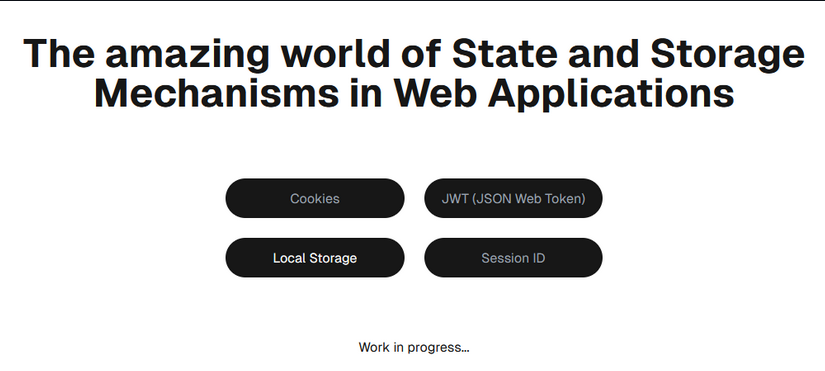 The amazing world of State and Storage
Mechanisms in Web Applications
Cookies
JWT (JSON Web Token)
Local Storage
Session ID
Work in progress...